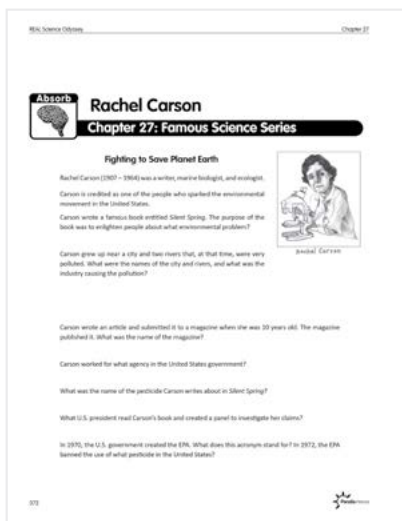 REAL Science Odyssey
Chapter 27
Absorb
Rachel Carson
Chapter 27: Famous Science Series
Fighting to Save Planet Earth
Rachel Carson (1907 – 1964) was a writer, marine biologist, and ecologist.
Carson is credited as one of the people who sparked the environmental
movement in the United States.
Carson wrote a famous book entitled Silent Spring. The purpose of the
book was to enlighten people about what environmental problem?
Rachel Carson
Carson grew up near a city and two rivers that, at that time, were very
polluted. What were the names of the city and rivers, and what was the
industry causing the pollution?
Carson wrote an article and submitted it to a magazine when she was 10 years old. The magazine
published it. What was the name of the magazine?
Carson worked for what agency in the United States government?
What was the name of the pesticide Carson writes about in Silent Spring?
What U.S. president read Carson's book and created a panel to investigate her claims?
In 1970, the U.S. government created the EPA. What does this acronym stand for? In 1972, the EPA
banned the use of what pesticide in the United States?
372
Pandia